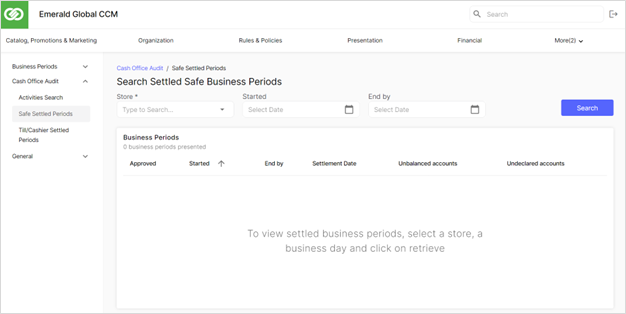 Emerald Global CCM
Search
Catalog, Promotions & Marketing
Organization
Rules & Policies
Presentation
Financial
More(2)
Business Periods
Cash Office Audit
Activities Search
Safe Settled Periods
Till/Cashier Settled
Periods
General
Cash Office Audit / Safe Settled Periods
Search Settled Safe Business Periods
Store *
Started
End by
Type to Search...
Select Date
Select Date
Search
Business Periods
0 business periods presented
Approved
Started
End by
Settlement Date
Unbalanced accounts
Undeclared accounts
To view settled business periods, select a store, a
business day and click on retrieve